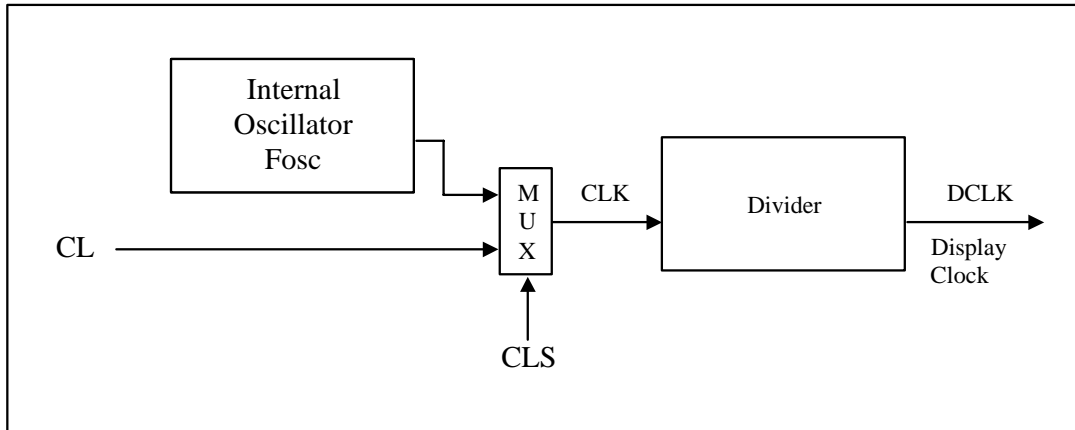 Internal
Oscillator
Fosc
M
U
X
CLK
Divider
DCLK
CL
Display
Clock
CLS